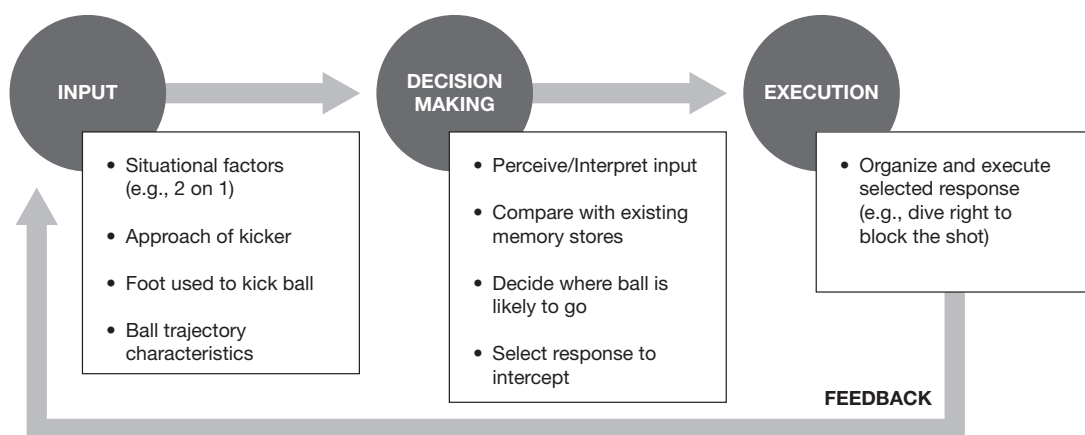 INPUT
• Situational factors
(e.g., 2 on 1)
• Approach of kicker
• Foot used to kick ball
• Ball trajectory
characteristics
DECISION
MAKING
• Perceive/Interpret input
• Compare with existing
memory stores
• Decide where ball is
likely to go
• Select response to
intercept
EXECUTION
• Organize and execute
selected response
(e.g., dive right to
block the shot)
FEEDBACK